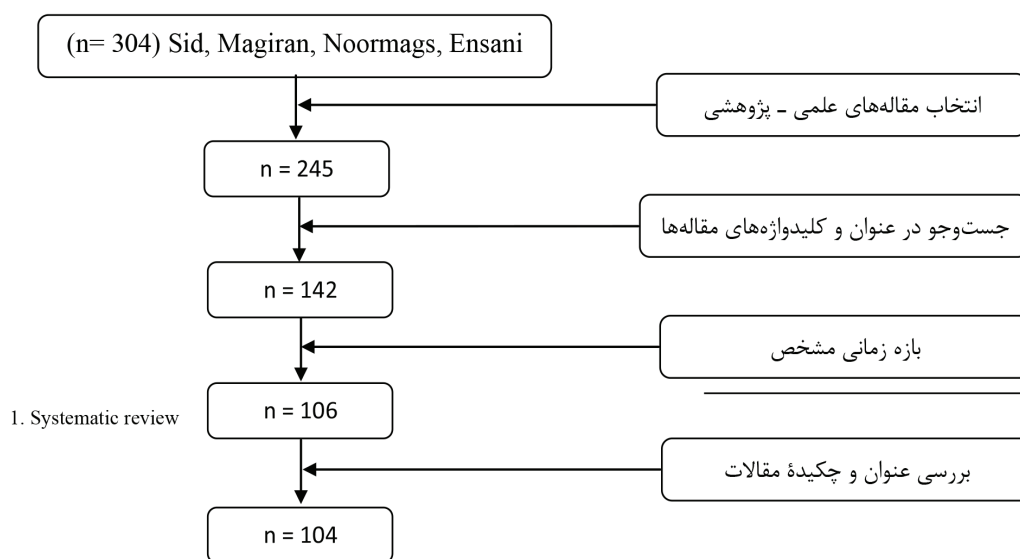 (n= 304) Sid, Magiran, Noormags, Ensani
انتخاب مقاله‌های علمی ـ پژوهشی
n = 245
جست‌وجو در عنوان و کلیدواژه‌های مقاله‌ها
n = 142
بازه زمانی مشخص
n = 106
1. Systematic review
بررسی عنوان و چکیدۀ مقالات
n = 104